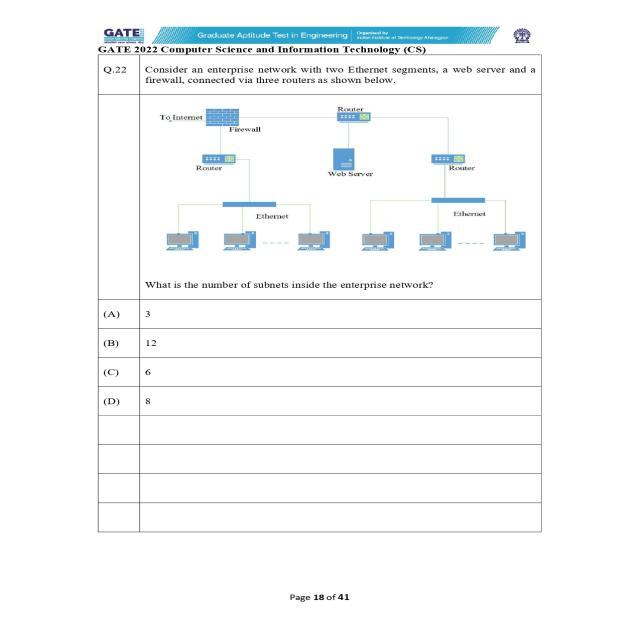 GATE
Graduate Aptitude Test in Engineering
Organised by
Indian Institute of Technology Kharagpur
GATE 2022 Computer Science and Information Technology (CS)
Q.22
Consider an enterprise network with two Ethernet segments, a web server and a
firewall, connected via three routers as shown below.
Router
To Internet
Firewall
Router
Web Server
Router
Ethernet
Ethernet
What is the number of subnets inside the enterprise network?
(A) 3
(B) 12
(C) 6
(D) 8
Page 18 of 41